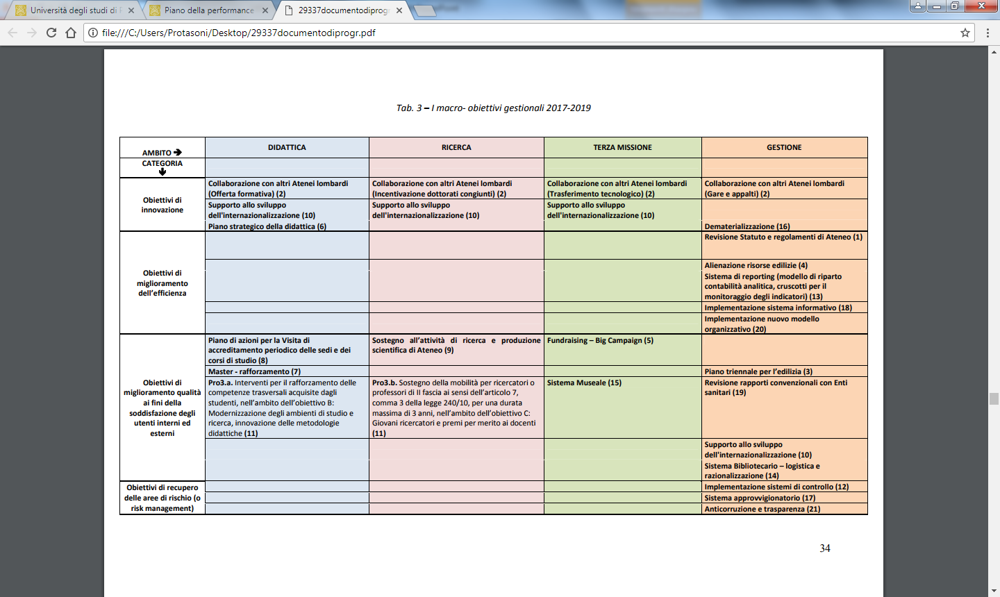 Università degli studi di P
Piano della performance
29337documentodiprogr
file:///C:/Users/Protasoni/Desktop/29337documentodiprogr.pdf
Tab. 3 – I macro- obiettivi gestionali 2017-2019
AMBITO 🡺 DIDATTICA RICERCA TERZA MISSIONE GESTIONE
CATEGORIA
🡻
Obiettivi di
innovazione
Collaborazione con altri Atenei lombardi
(Offerta formativa) (2)
Collaborazione con altri Atenei lombardi
(Incentivazione dottorati congiunti) (2)
Collaborazione con altri Atenei lombardi
(Trasferimento tecnologico) (2)
Collaborazione con altri Atenei lombardi
(Gare e appalti) (2)
Supporto allo sviluppo
dell'internazionalizzazione (10)
Piano strategico della didattica (6)
Supporto allo sviluppo
dell'internazionalizzazione (10)
Supporto allo sviluppo
dell'internazionalizzazione (10)
Dematerializzazione (16)
Obiettivi di
miglioramento
dell'efficienza
Revisione Statuto e regolamenti di Ateneo (1)
Alienazione risorse edilizie (4)
Sistema di reporting (modello di riparto
contabilità analitica, cruscotti per il
monitoraggio degli indicatori) (13)
Implementazione sistema informativo (18)
Implementazione nuovo modello
organizzativo (20)
Obiettivi di
miglioramento qualità
ai fini della
soddisfazione degli
utenti interni ed
esterni
Piano di azioni per la Visita di
accreditamento periodico delle sedi e dei
corsi di studio (8)
Sostegno all'attività di ricerca e produzione
scientifica di Ateneo (9)
Fundraising – Big Campaign (5)
Master - rafforzamento (7)
Piano triennale per l'edilizia (3)
Pro3.a. Interventi per il rafforzamento delle
competenze trasversali acquisite dagli
studenti, nell'ambito dell'obiettivo B:
Modernizzazione degli ambienti di studio e
ricerca, innovazione delle metodologie
didattiche (11)
Pro3.b. Sostegno della mobilità per ricercatori o
professori di II fascia ai sensi dell'articolo 7,
comma 3 della legge 240/10, per una durata
massima di 3 anni, nell'ambito dell'obiettivo C:
Giovani ricercatori e premi per merito ai docenti
(11)
Sistema Museale (15)
Revisione rapporti convenzionali con Enti
sanitari (19)
Supporto allo sviluppo
dell'internazionalizzazione (10)
Sistema Bibliotecario – logistica e
razionalizzazione (14)
Obiettivi di recupero
delle aree di rischio (o
risk management)
Implementazione sistemi di controllo (12)
Sistema approvvigionatorio (17)
Anticorruzione e trasparenza (21)
34